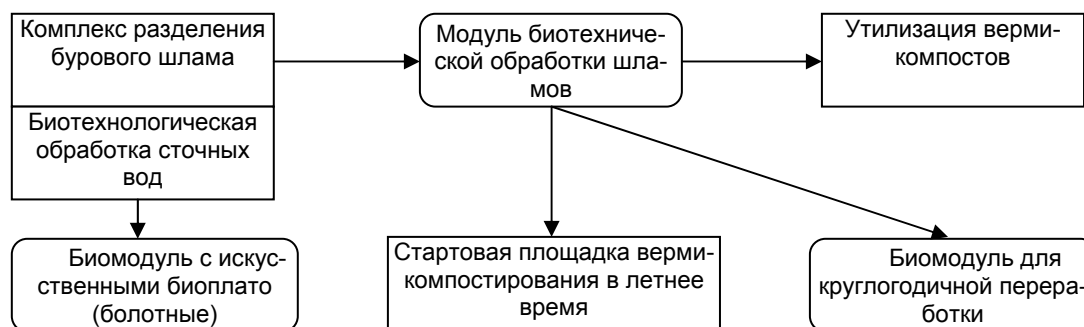 Комплекс разделения
бурового шлама
Биотехнологическая
обработка сточных
вод
Модуль биотехниче-
ской обработки шла-
мов
Утилизация верми-
компостов
Биомодуль с искус-
ственными биоплато
(болотные)
Стартовая площадка верми-
компостирования в летнее
время
Биомодуль для
круглогодичной перера-
ботки